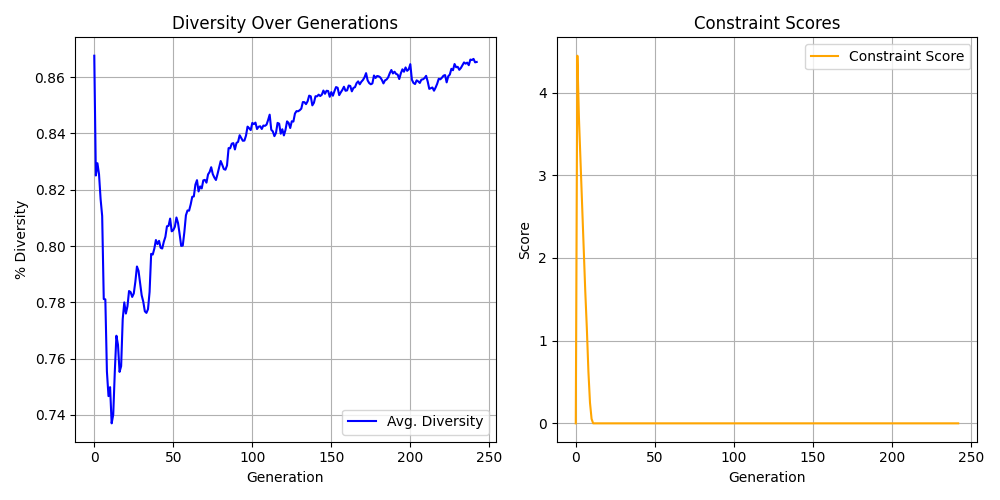 Diversity Over Generations
% Diversity
0.86
0.84
0.82
0.80
0.78
0.76
0.74
Avg. Diversity
0 50 100 150 200 250
Generation
Constraint Scores
Score
4
3
2
1
0
Constraint Score
0 50 100 150 200 250
Generation